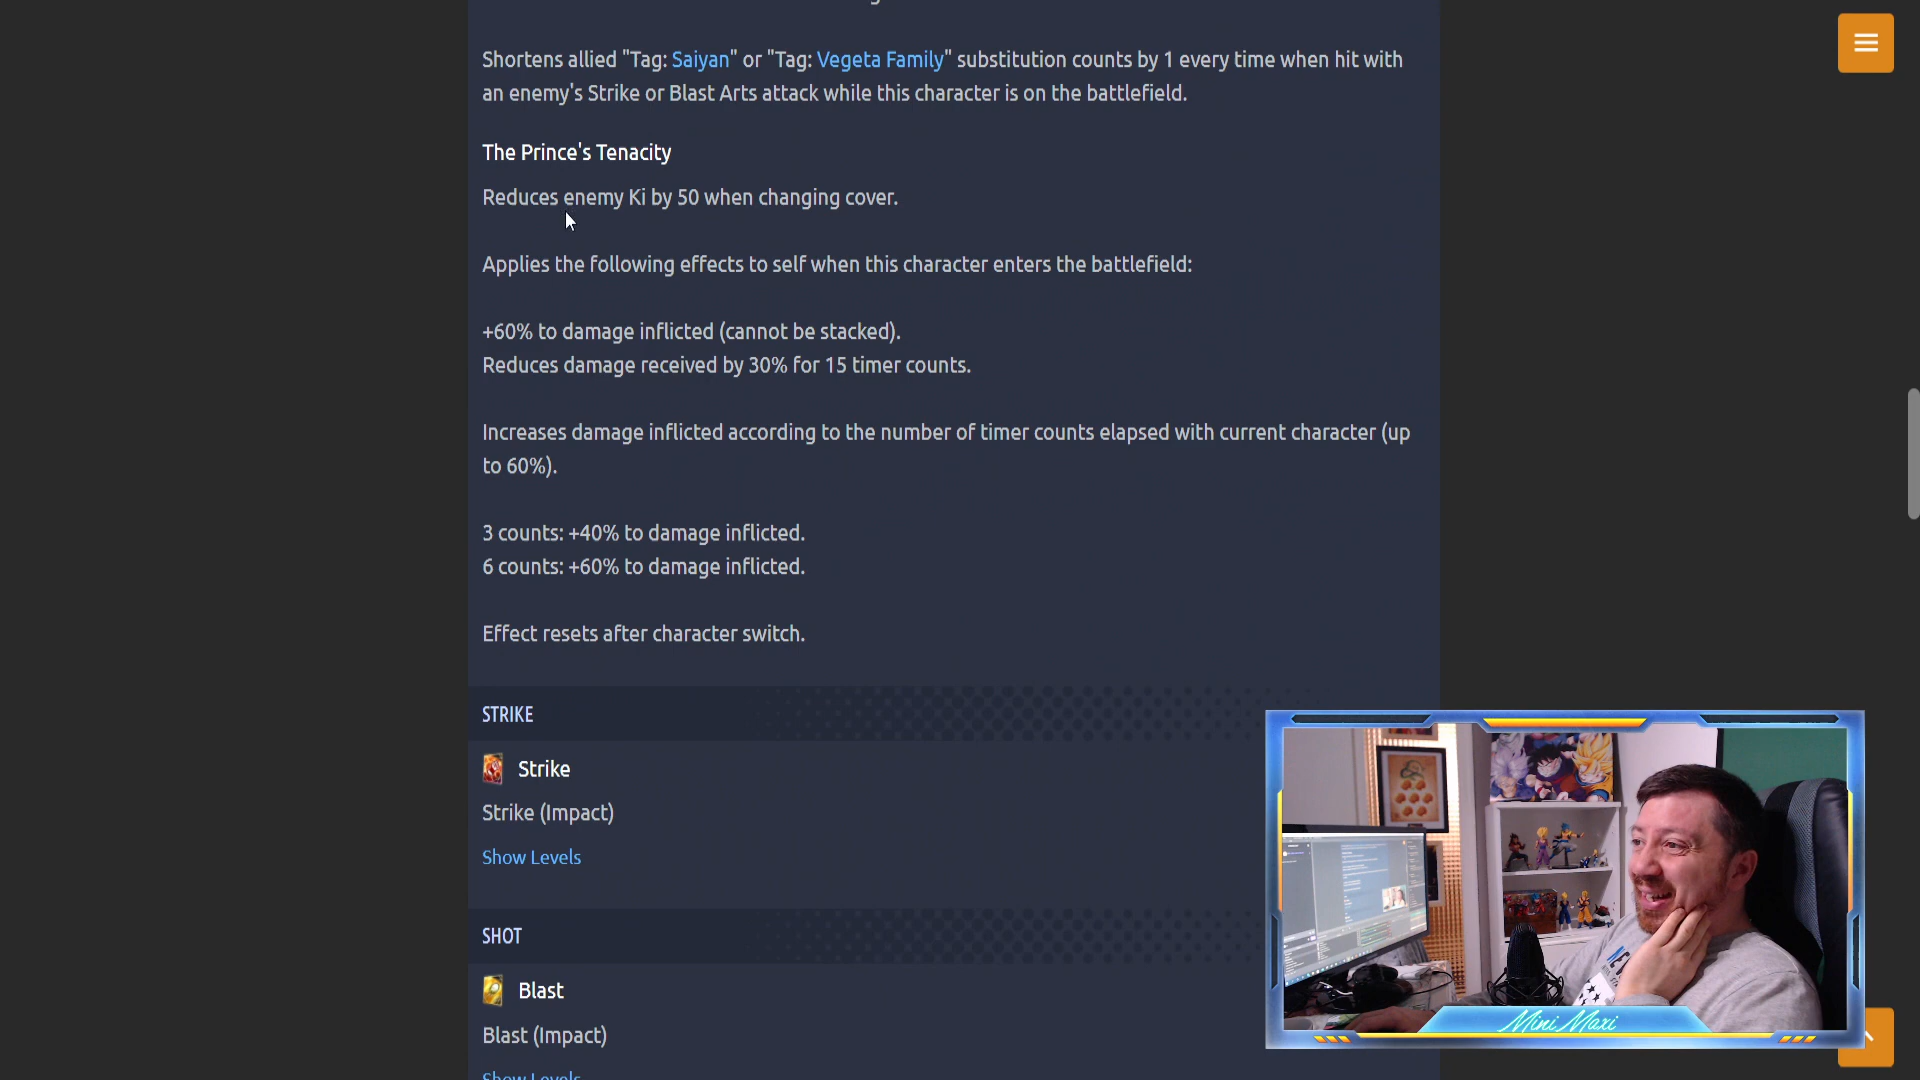 Shortens allied "Tag: Saiyan" or "Tag: Vegeta Family" substitution counts by 1 every time when hit with
an enemy's Strike or Blast Arts attack while this character is on the battlefield.
The Prince's Tenacity
Reduces enemy Ki by 50 when changing cover.
Applies the following effects to self when this character enters the battlefield:
+60% to damage inflicted (cannot be stacked).
Reduces damage received by 30% for 15 timer counts.
Increases damage inflicted according to the number of timer counts elapsed with current character (up
to 60%).
3 counts: +40% to damage inflicted.
6 counts: +60% to damage inflicted.
Effect resets after character switch.
STRIKE
Strike
Strike (Impact)
Show Levels
SHOT
Blast
Blast (Impact)
Show Levels
Mini Maxi